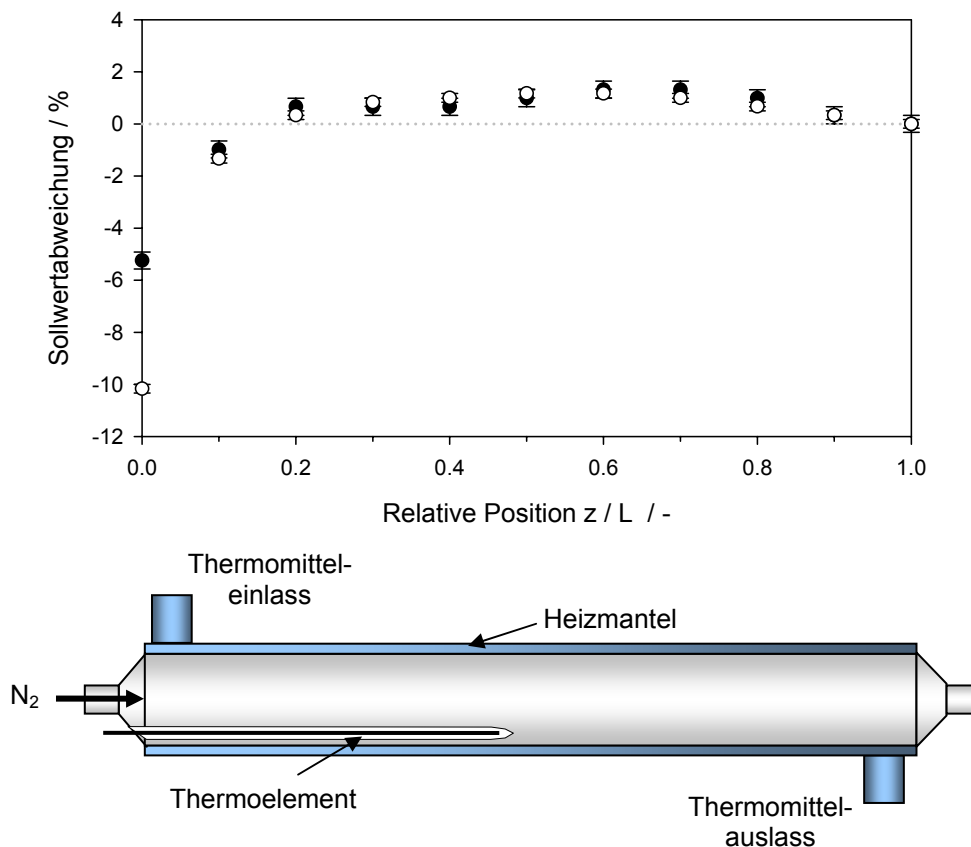 4
2
0
-2
-4
-6
-8
-10
-12
Sollwertabweichung / %
0.0 0.2 0.4 0.6 0.8 1.0
Relative Position z / L / -
Thermomittel-
einlass
Heizmantel
N₂
Thermoelement
Thermomittel-
auslass